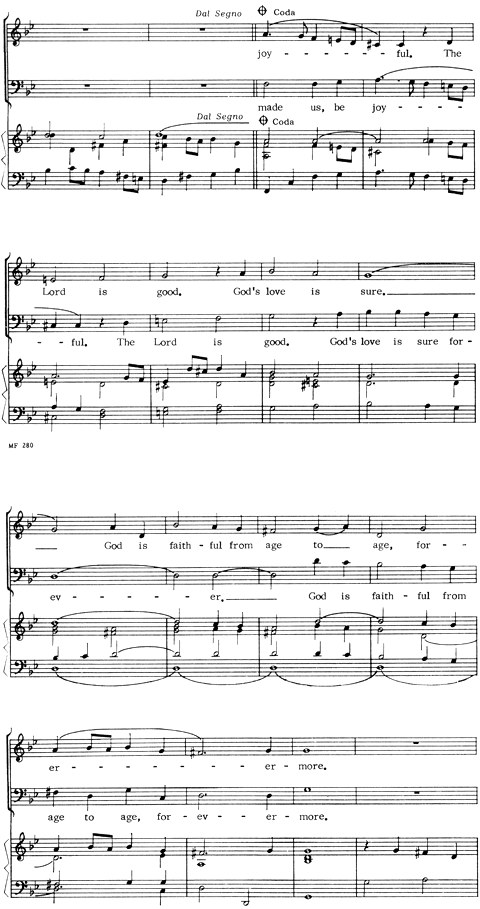 Dal Segno Coda
joy - - - - - ful. The
made us, be joy - - - -
Dal Segno Coda
Lord is good. God's love is sure.
- - ful. The Lord is good. God's love is sure for-
MF 280
God is faith - ful from age to age, for - -
ev - - - er. God is faith - ful from
er - - - - - - - - - er - more.
age to age, for - ev - - er - more.